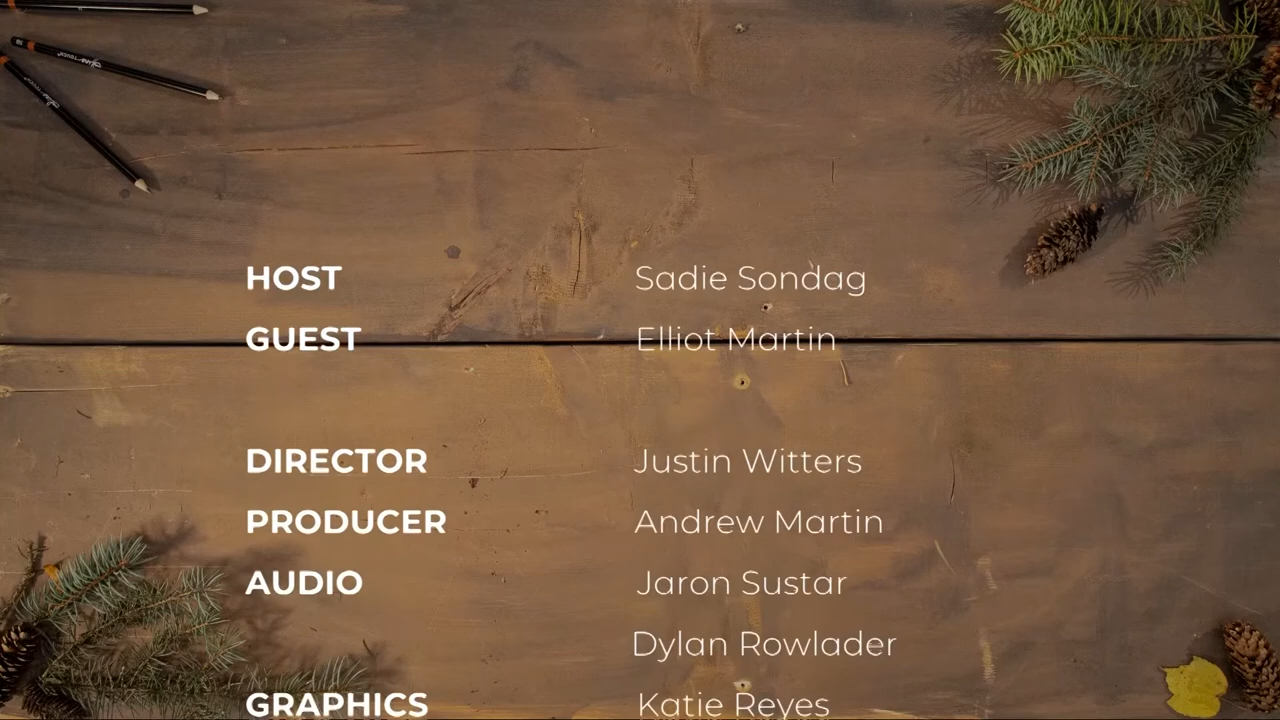 HOST Sadie Sondag
GUEST Elliot Martin
DIRECTOR Justin Witters
PRODUCER Andrew Martin
AUDIO Jaron Sustar
Dylan Rowlader
GRAPHICS Katie Reyes